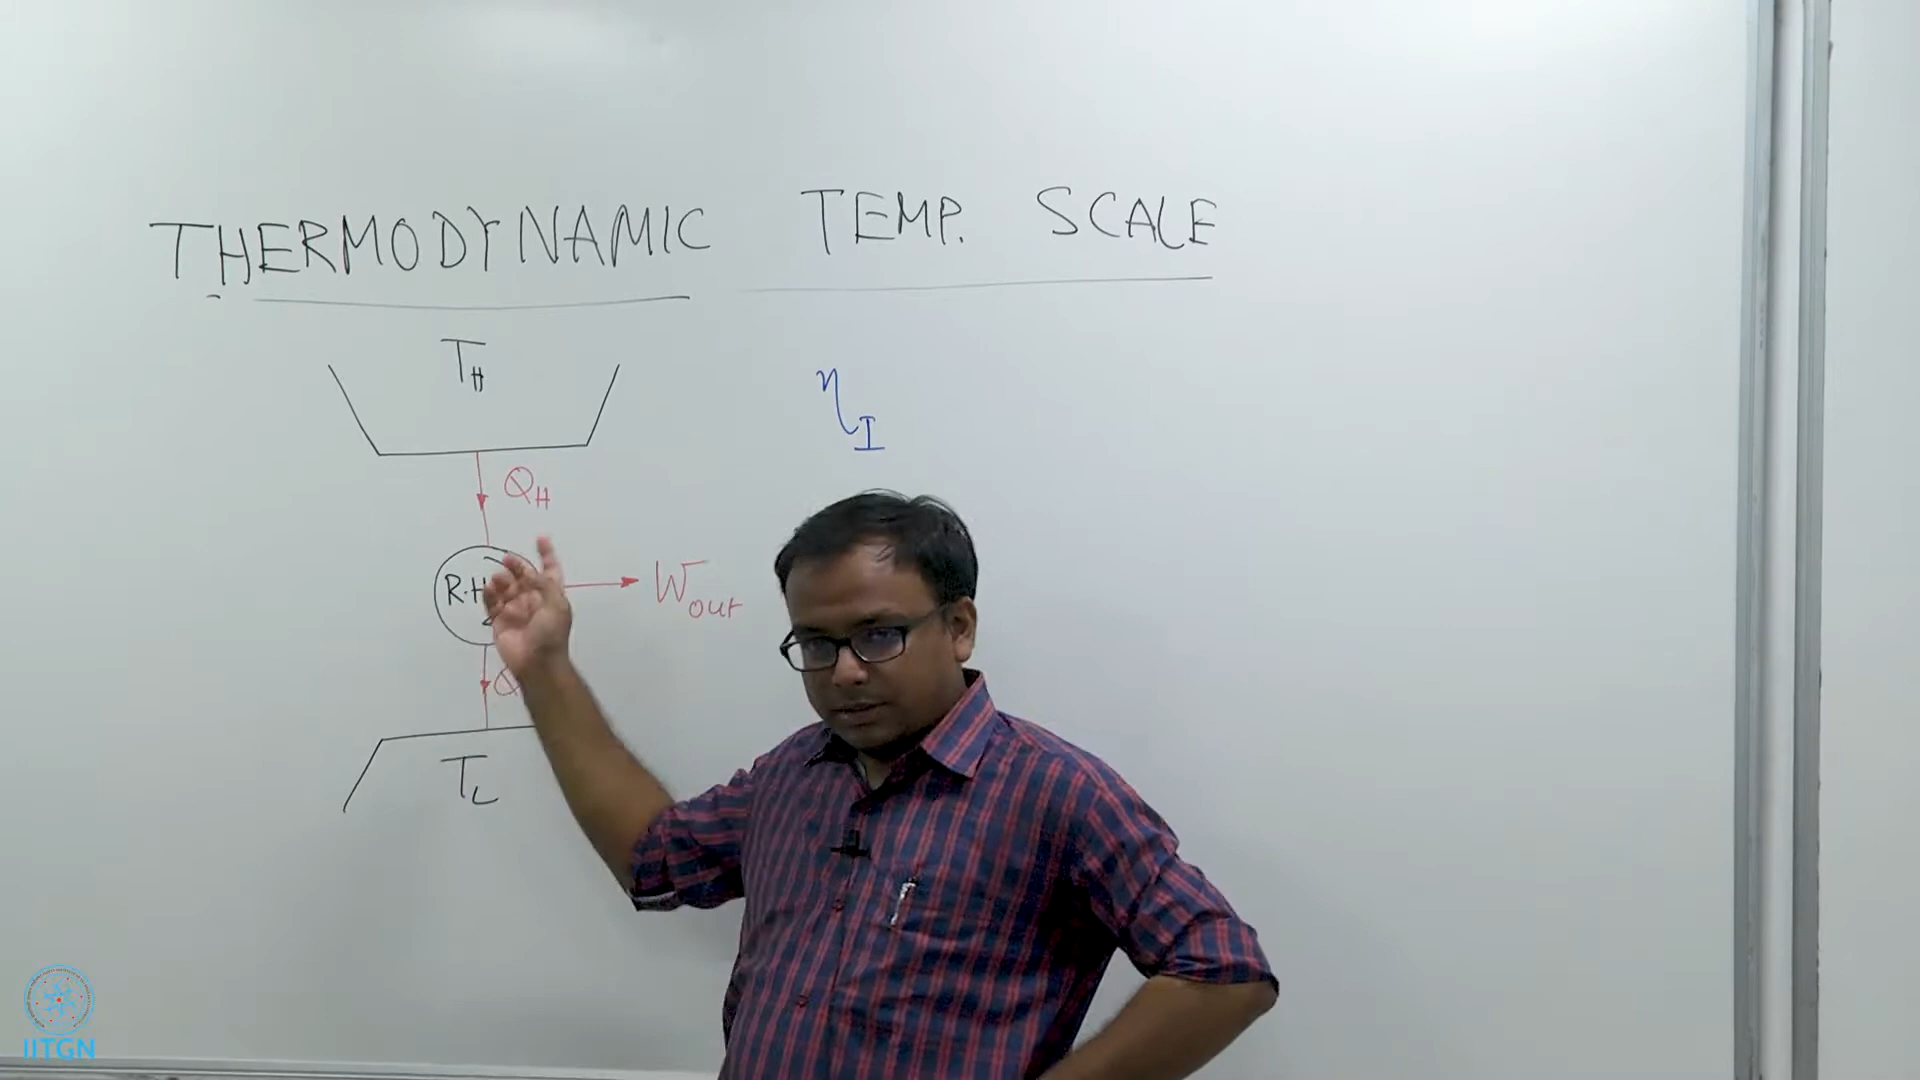 THERMODYNAMIC TEMP. SCALE
T_H
η_I
Q_H
R.H
W_out
Q
T_L
IITGN